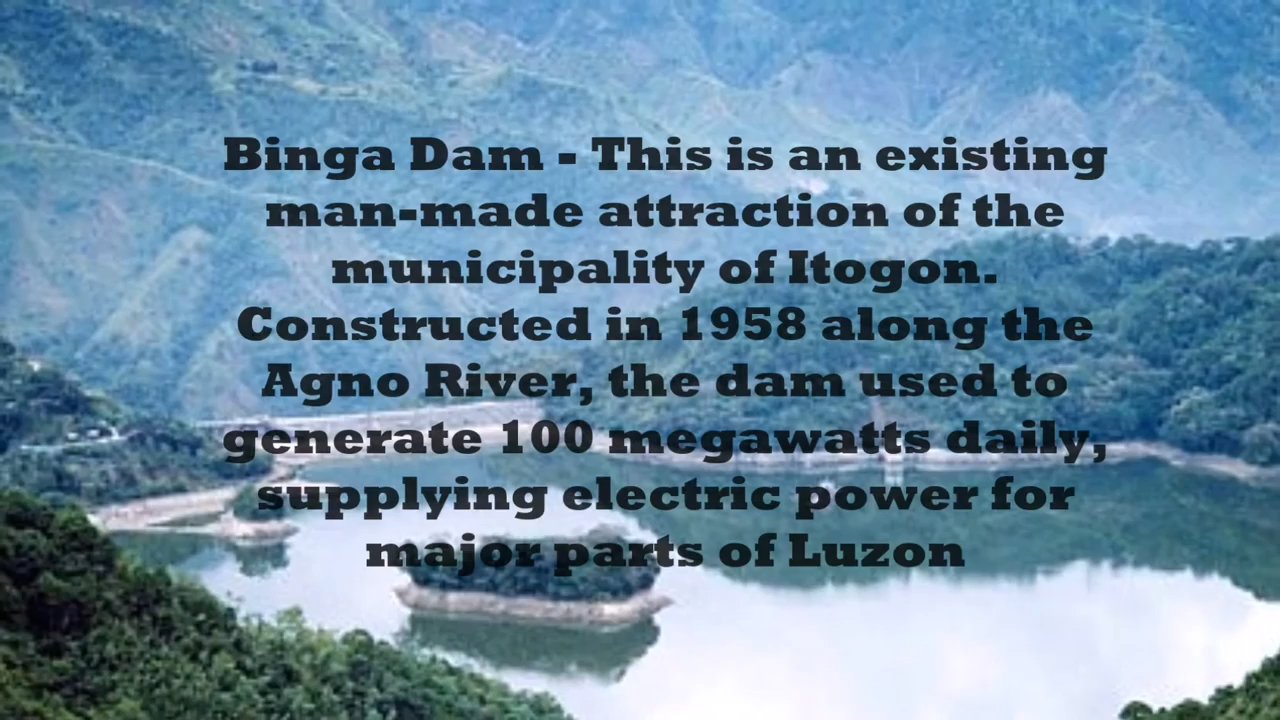 Binga Dam - This is an existing
man-made attraction of the
municipality of Itogon.
Constructed in 1958 along the
Agno River, the dam used to
generate 100 megawatts daily,
supplying electric power for
major parts of Luzon